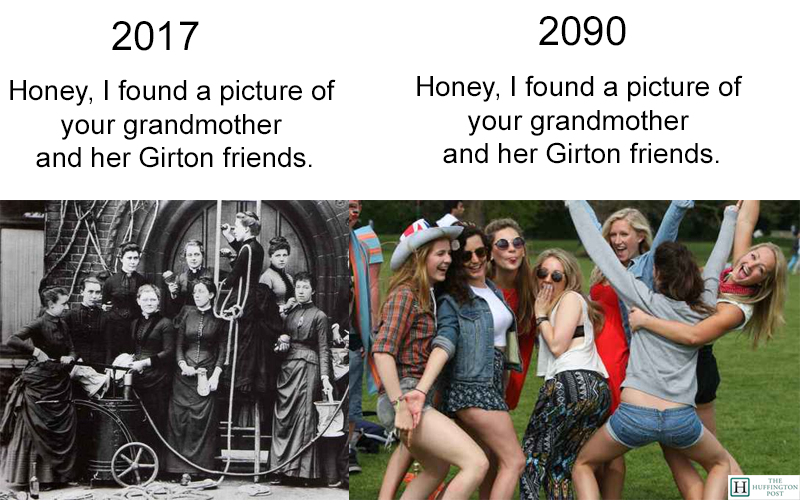 2017
Honey, I found a picture of
your grandmother
and her Girton friends.
2090
Honey, I found a picture of
your grandmother
and her Girton friends.
H
THE
HUFFINGTON
POST